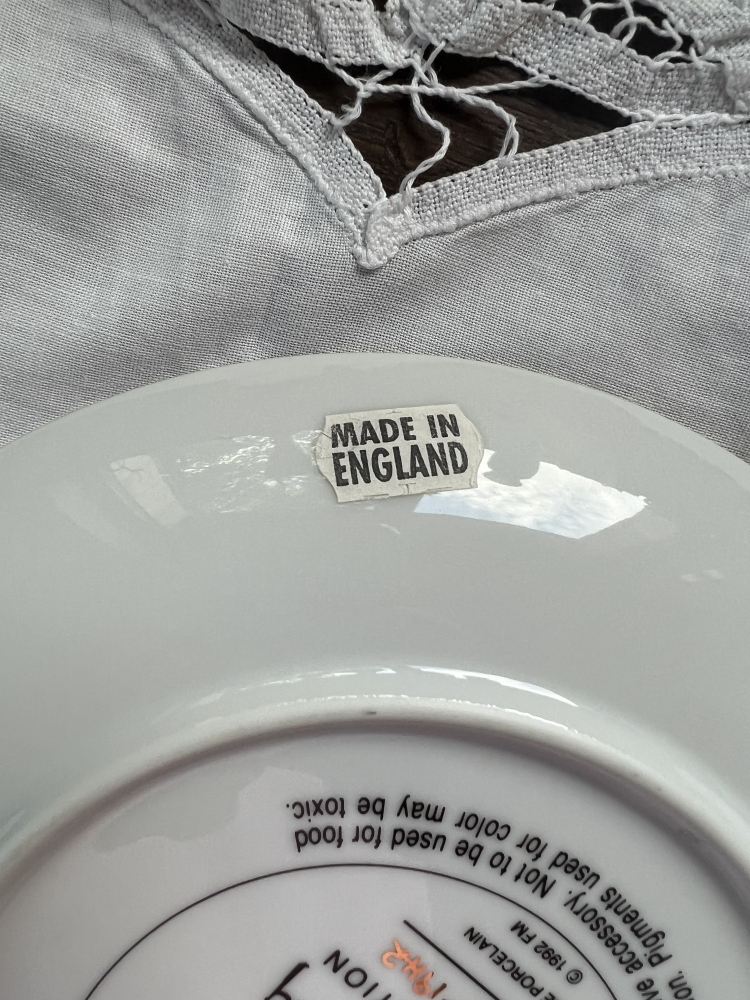 MADE IN
ENGLAND
accessory. Not to be used for food
Pigments used for color may be toxic.
PORCELAIN
© 1992 FM